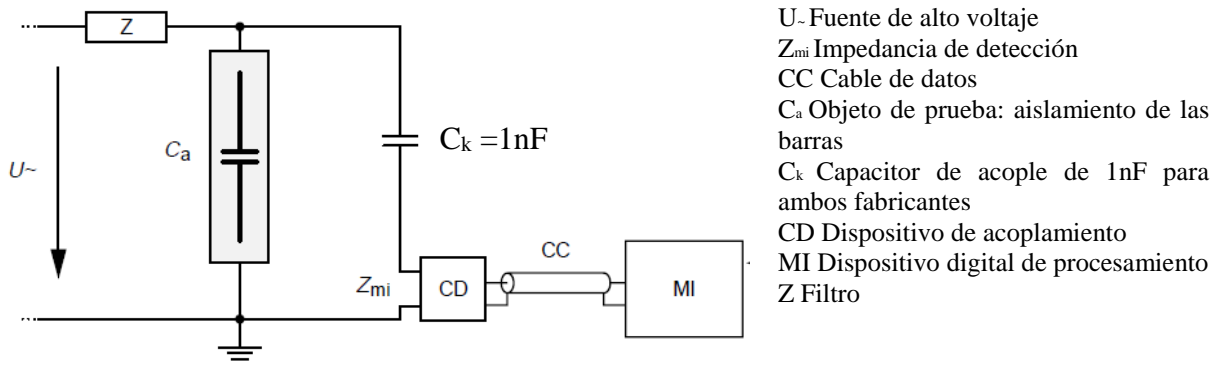 Z
U~
Ca
Ck =1nF
Zmi
CD
CC
MI
U~ Fuente de alto voltaje
Zmi Impedancia de detección
CC Cable de datos
Ca Objeto de prueba: aislamiento de las
barras
Ck Capacitor de acople de 1nF para
ambos fabricantes
CD Dispositivo de acoplamiento
MI Dispositivo digital de procesamiento
Z Filtro